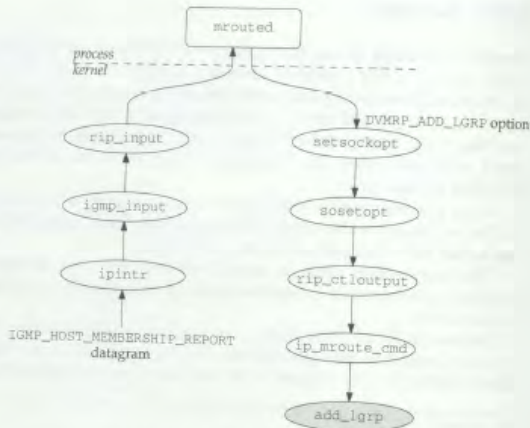 mrouted
process
kernel
DVMRP_ADD_LGRP option
rip_input
setsockopt
igmp_input
sosetopt
ipintr
rip_ctloutput
IGMP_HOST_MEMBERSHIP_REPORT
datagram
ip_mroute_cmd
add_lgrp